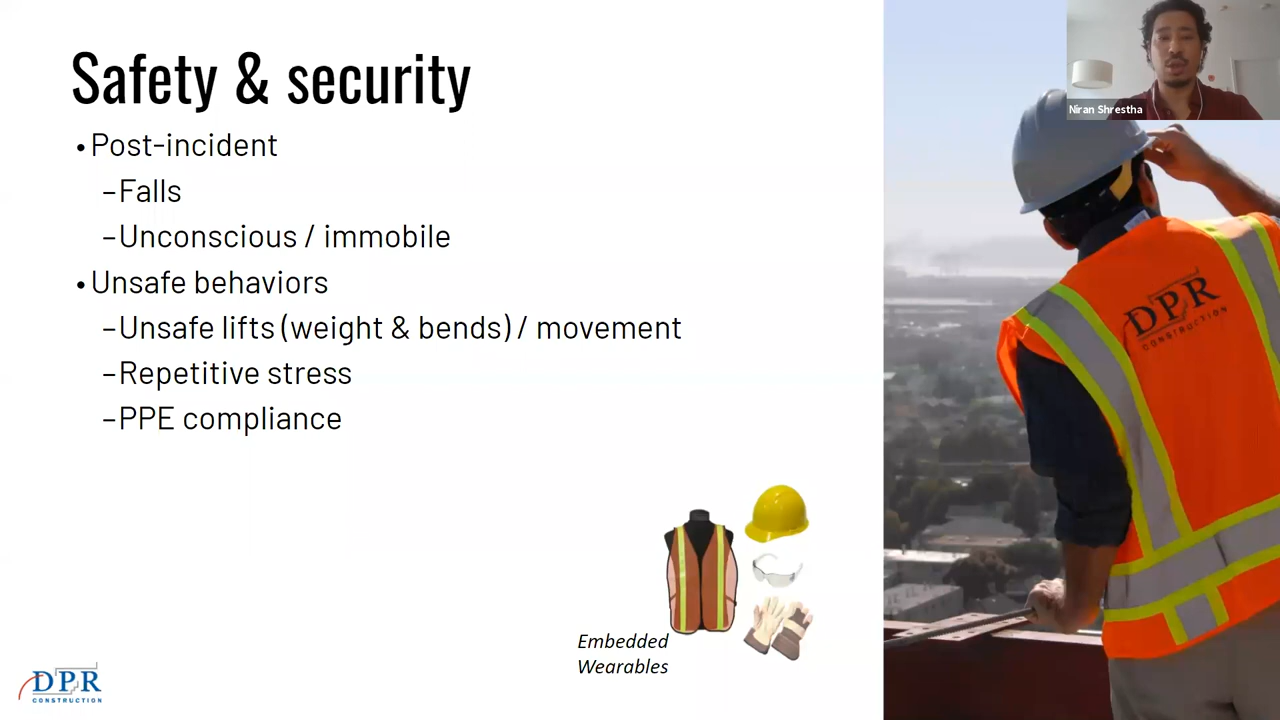 Safety & security
• Post-incident
–Falls
–Unconscious / immobile
• Unsafe behaviors
–Unsafe lifts (weight & bends) / movement
–Repetitive stress
–PPE compliance
Embedded
Wearables
DPR
CONSTRUCTION
Niran Shrestha
DPR
CONSTRUCTION